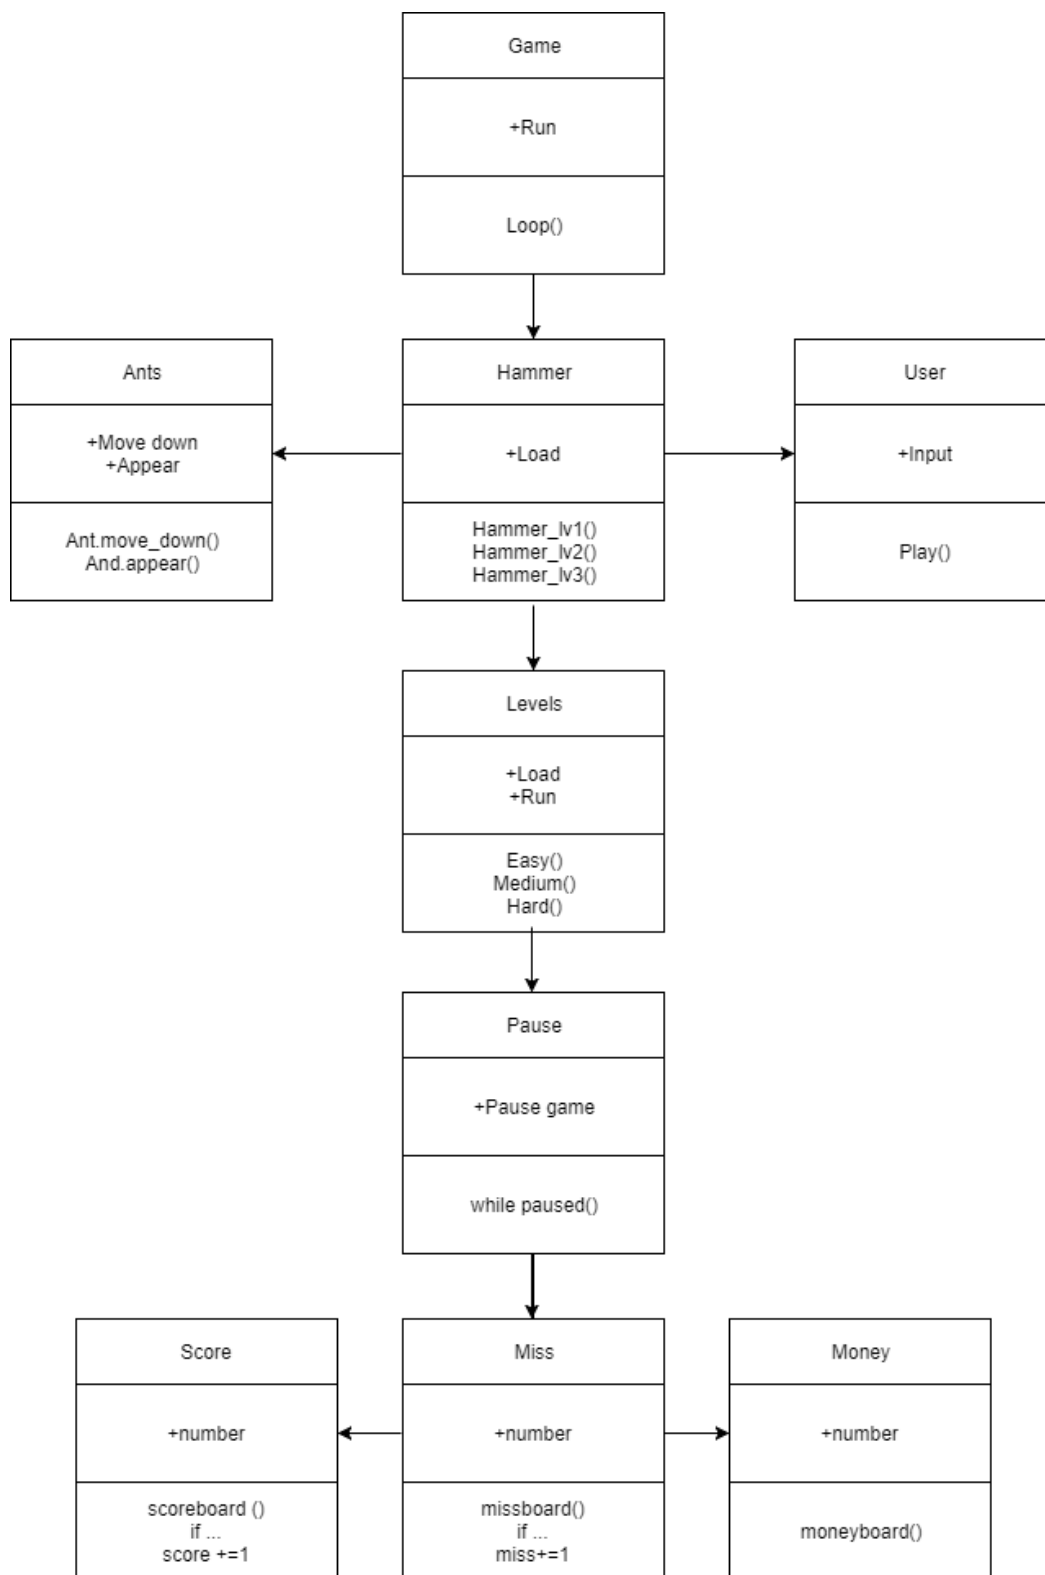 Game
+Run
Loop()
Ants
+Move down
+Appear
Ant.move_down()
And.appear()
Hammer
+Load
Hammer_lv1()
Hammer_lv2()
Hammer_lv3()
User
+Input
Play()
Levels
+Load
+Run
Easy()
Medium()
Hard()
Pause
+Pause game
while paused()
Score
+number
scoreboard ()
if ...
score +=1
Miss
+number
missboard()
if ...
miss+=1
Money
+number
moneyboard()